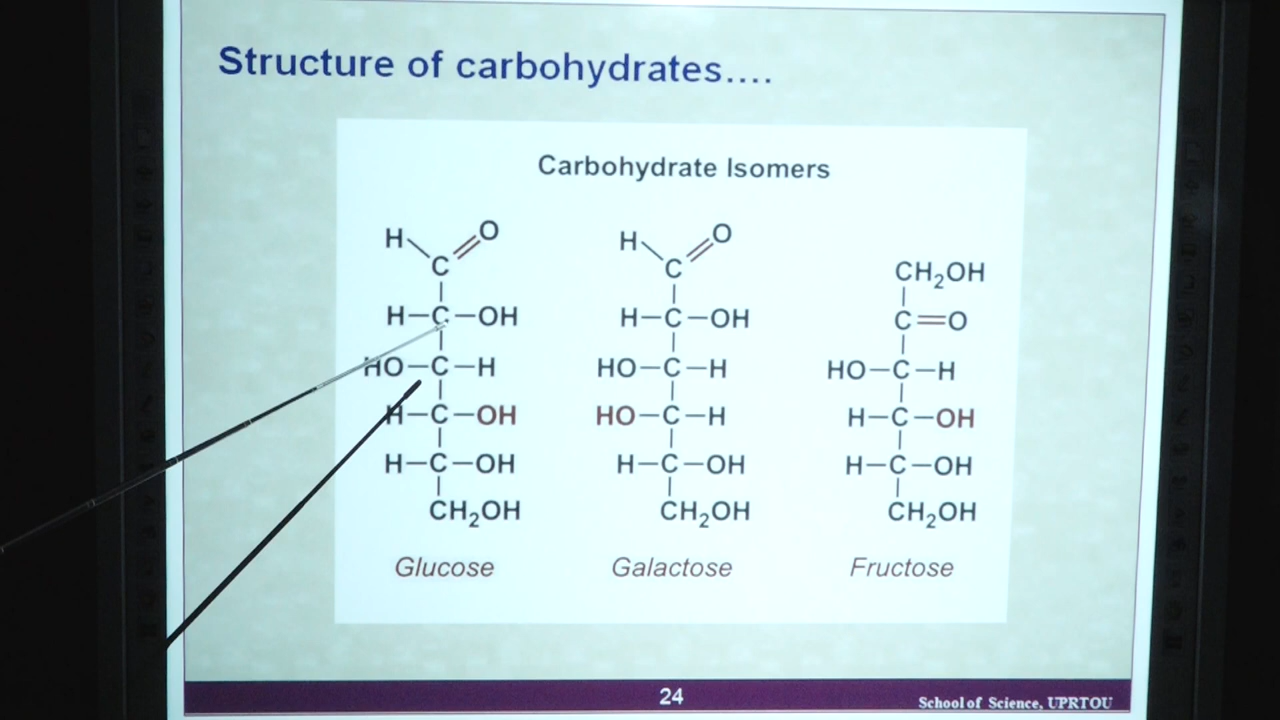 Structure of carbohydrates....
Carbohydrate Isomers
H O
C
H-C-OH
HO-C-H
H-C-OH
H-C-OH
CH₂OH
Glucose
H O
C
H-C-OH
HO-C-H
HO-C-H
H-C-OH
CH₂OH
Galactose
CH₂OH
C=O
HO-C-H
H-C-OH
H-C-OH
CH₂OH
Fructose
24
School of Science, UPRTOU